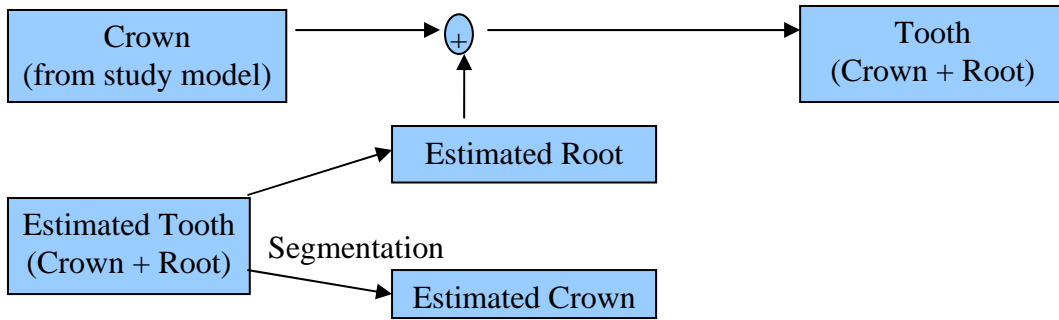 Crown
(from study model)
+
Tooth
(Crown + Root)
Estimated Root
Estimated Tooth
(Crown + Root)
Segmentation
Estimated Crown